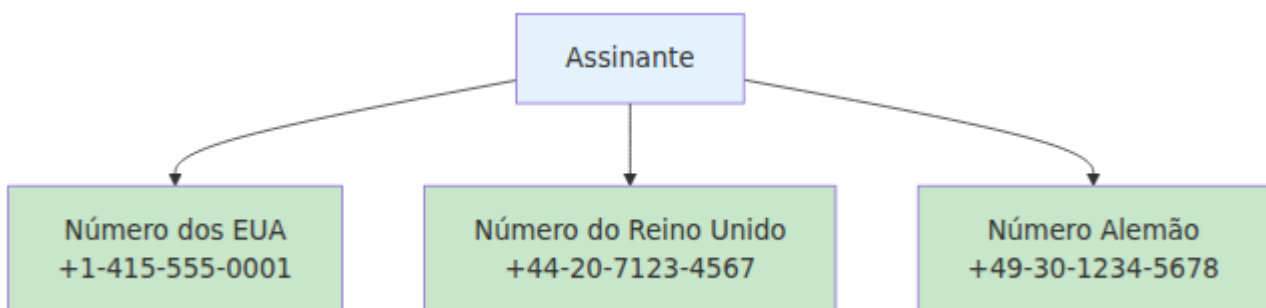 Assinante
Número dos EUA
+1-415-555-0001
Número do Reino Unido
+44-20-7123-4567
Número Alemão
+49-30-1234-5678